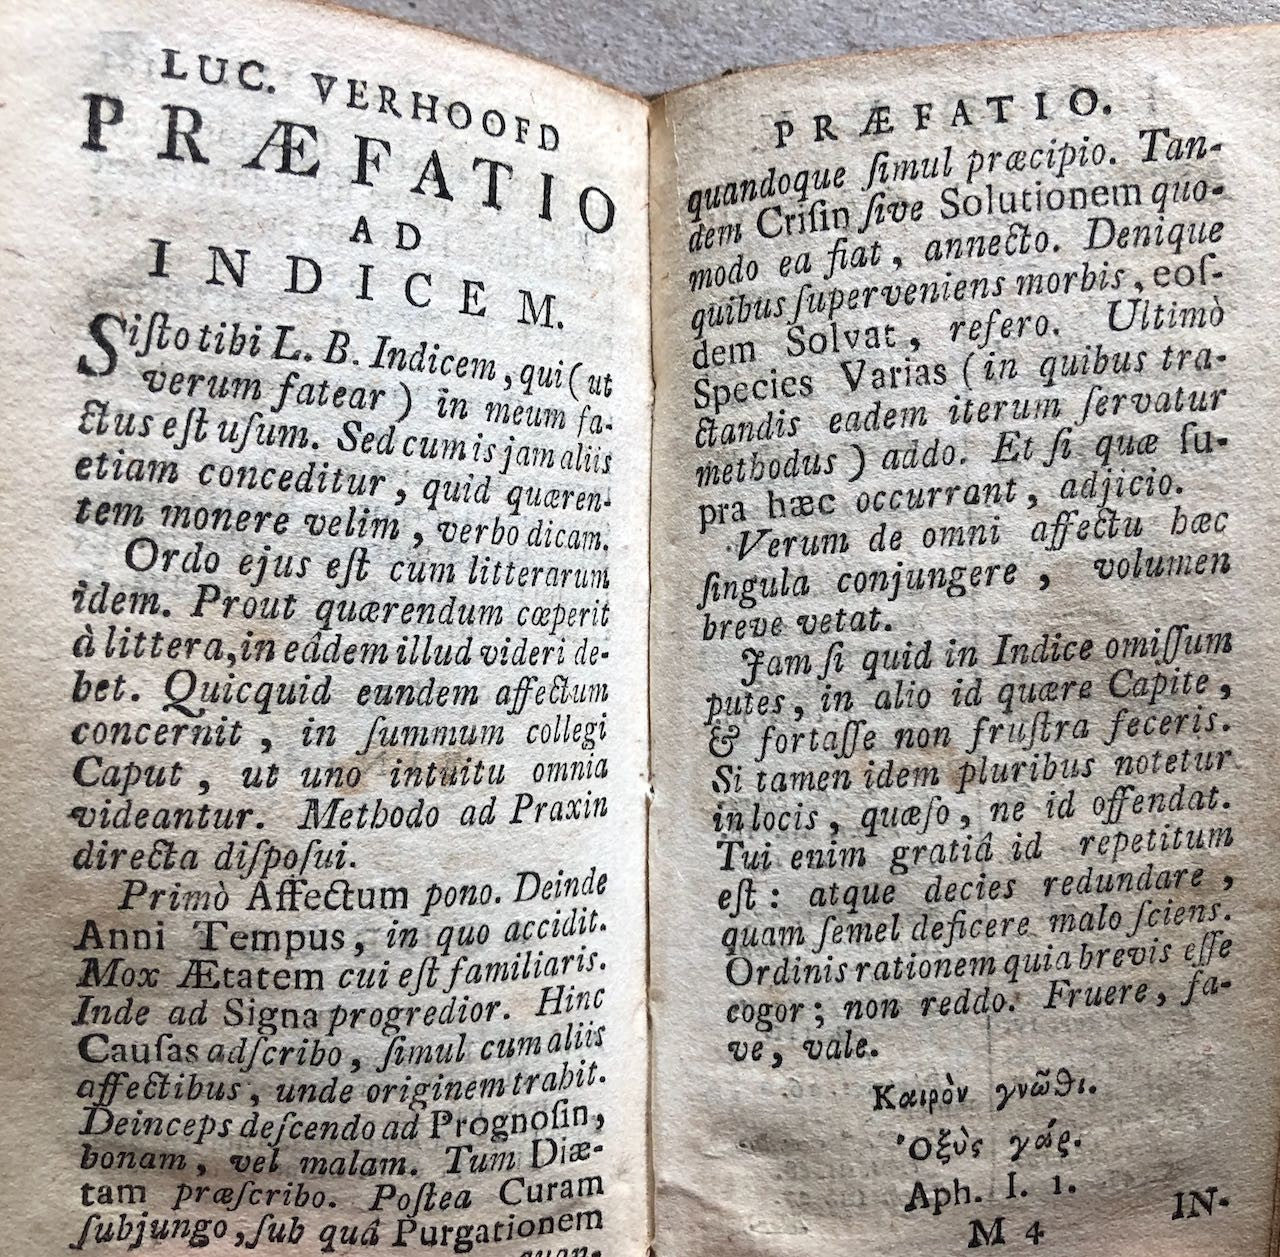 LUC. VERHOOFD
PRÆFATIO
AD
INDICEM.
Siſto tibi L. B. Indicem, qui (ut
verum fatear) in meum fa-
ctus eſt uſum. Sed cum is jam aliis
etiam conceditur, quid quæren-
tem monere velim, verbo dicam.
Ordo ejus eſt cum litterarum
idem. Prout quærendum cœperit
à littera, in eâdem illud videri de-
bet. Quicquid eundem affectum
concernit, in ſummum collegi
Caput, ut uno intuitu omnia
videantur. Methodo ad Praxin
directa diſpoſui.
Primò Affectum pono. Deinde
Anni Tempus, in quo accidit.
Mox Ætatem cui eſt familiaris.
Inde ad Signa progredior. Hinc
Cauſas adſcribo, ſimul cum aliis
affectibus, unde originem trahit.
Deinceps deſcendo ad Prognoſin,
bonam, vel malam. Tum Diæ-
tam præſcribo. Poſtea Curam
ſubjungo, ſub quâ Purgationem
quan-
PRÆFATIO.
quandoque ſimul præcipio. Tan-
dem Criſin ſive Solutionem quo-
modo ea fiat, annecto. Denique
quibus ſuperveniens morbis, eoſ-
dem Solvat, refero. Ultimò
Species Varias (in quibus tra-
ctandis eadem iterum ſervatur
methodus) addo. Et ſi quæ ſu-
pra hæc occurrant, adjicio.
Verum de omni affectu hæc
ſingula conjungere, volumen
breve vetat.
Jam ſi quid in Indice omiſſum
putes, in alio id quære Capite,
& fortaſſe non fruſtra feceris.
Si tamen idem pluribus notetur
in locis, quæſo, ne id offendat.
Tui enim gratiâ id repetitum
eſt: atque decies redundare,
quam ſemel deficere malo ſciens.
Ordinis rationem quia brevis eſſe
cogor; non reddo. Fruere, fa-
ve, vale.
Καιρὸν γνῶθι.
Ὀξὺς γάρ.
Aph. I. 1.
M 4
IN-